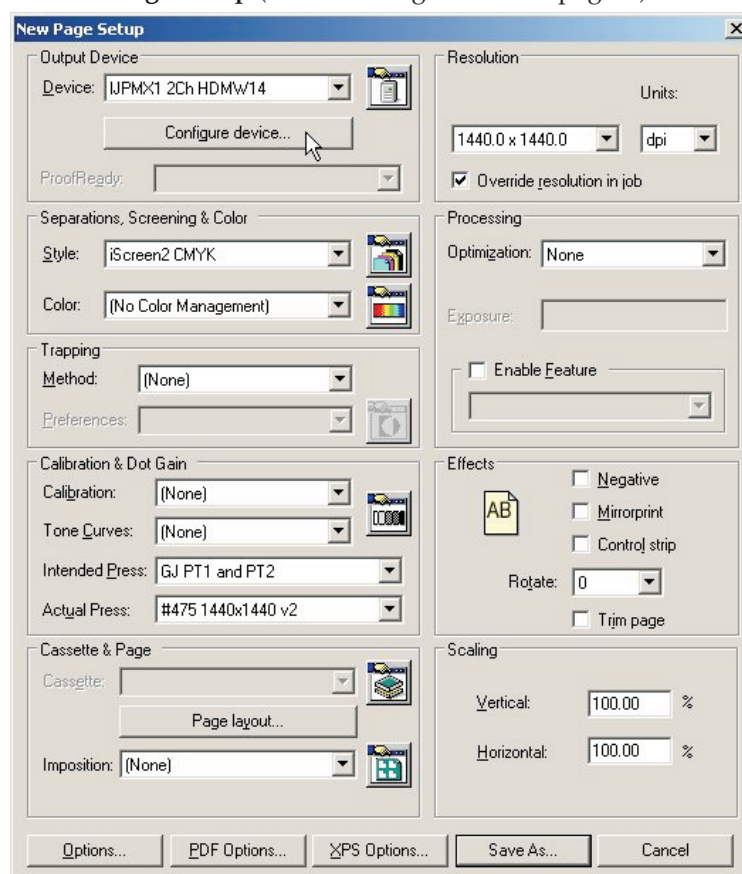 New Page Setup
Output Device
Device: IJPMX1 2Ch HDMW14
Configure device...
ProofReady:
Resolution
Units:
1440.0 x 1440.0 dpi
Override resolution in job
Separations, Screening & Color
Style: iScreen2 CMYK
Color: (No Color Management)
Processing
Optimization: None
Exposure:
Enable Feature
Trapping
Method: (None)
Preferences:
Calibration & Dot Gain
Calibration: (None)
Tone Curves: (None)
Intended Press: GJ PT1 and PT2
Actual Press: #475 1440x1440 v2
Effects
AB
Negative
Mirrorprint
Control strip
Rotate: 0
Trim page
Cassette & Page
Cassette:
Page layout...
Imposition: (None)
Scaling
Vertical: 100.00 %
Horizontal: 100.00 %
Options... PDF Options... XPS Options... Save As... Cancel